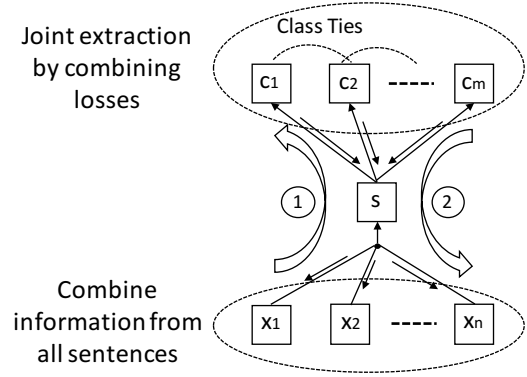 Joint extraction
by combining
losses
Class Ties
c1 c2 cm
1 s 2
Combine
information from
all sentences
x1 x2 xn